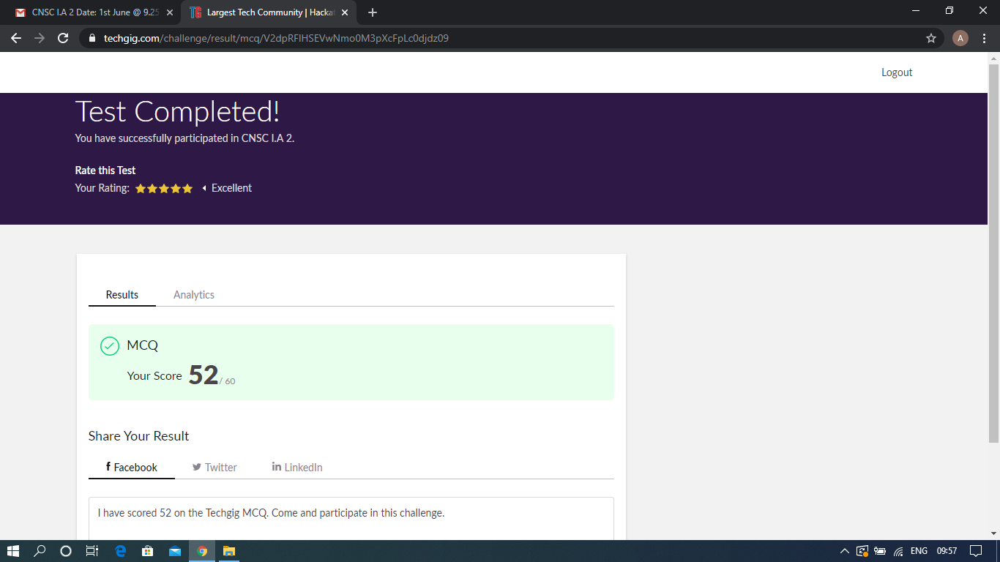 CNSC I.A 2 Date: 1st June @ 9.25
Largest Tech Community | Hacka
techgig.com/challenge/result/mcq/V2dpRFlHSEVwNmo0M3pXcFpLc0djdz09
A
Logout
Test Completed!
You have successfully participated in CNSC I.A 2.
Rate this Test
Your Rating: Excellent
Results Analytics
MCQ
Your Score 52 / 60
Share Your Result
Facebook Twitter LinkedIn
I have scored 52 on the Techgig MCQ. Come and participate in this challenge.
ENG 09:57